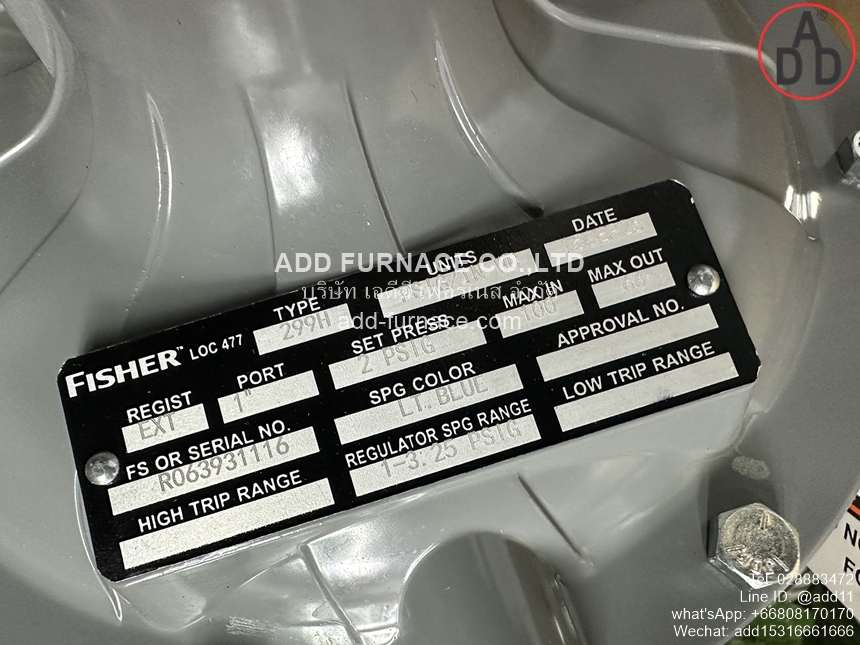 ADD
ADD FURNACE CO.,LTD
บริษัท เอดีดีเฟอร์เนส จำกัด
add-furnace.com
FISHER™ LOC 477
TYPE 299H
UNITS
DATE
REGIST EXT
PORT 1"
SET PRESS 2 PSIG
MAX IN 100
MAX OUT
FS OR SERIAL NO. R063931116
SPG COLOR LT. BLUE
APPROVAL NO.
HIGH TRIP RANGE
REGULATOR SPG RANGE 1-3.25 PSIG
LOW TRIP RANGE
Tel: 028883472
Line ID: @add11
what'sApp: +66808170170
Wechat: add15316661666